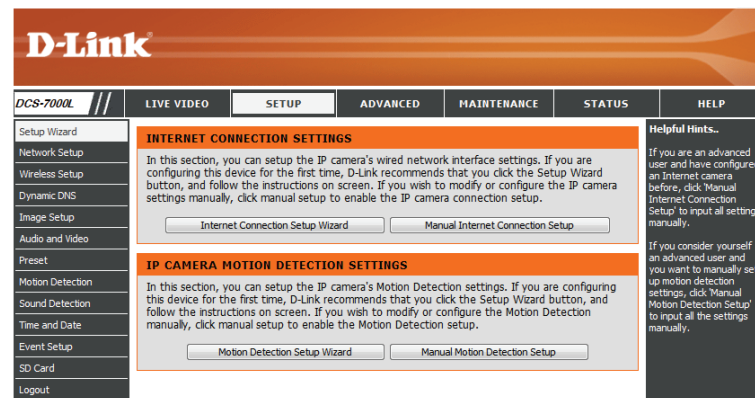 D-Link
DCS-7000L // LIVE VIDEO SETUP ADVANCED MAINTENANCE STATUS HELP
Setup Wizard
Network Setup
Wireless Setup
Dynamic DNS
Image Setup
Audio and Video
Preset
Motion Detection
Sound Detection
Time and Date
Event Setup
SD Card
Logout
INTERNET CONNECTION SETTINGS
In this section, you can setup the IP camera's wired network interface settings. If you are
configuring this device for the first time, D-Link recommends that you click the Setup Wizard
button, and follow the instructions on screen. If you wish to modify or configure the IP camera
settings manually, click manual setup to enable the IP camera connection setup.
Internet Connection Setup Wizard Manual Internet Connection Setup
IP CAMERA MOTION DETECTION SETTINGS
In this section, you can setup the IP camera's Motion Detection settings. If you are configuring
this device for the first time, D-Link recommends that you click the Setup Wizard button, and
follow the instructions on screen. If you wish to modify or configure the Motion Detection
manually, click manual setup to enable the Motion Detection setup.
Motion Detection Setup Wizard Manual Motion Detection Setup
Helpful Hints..
If you are an advanced
user and have configured
an Internet camera
before, click 'Manual
Internet Connection
Setup' to input all setting
manually.
If you consider yourself
an advanced user and
you want to manually se
up motion detection
settings, click 'Manual
Motion Detection Setup'
to input all the settings
manually.